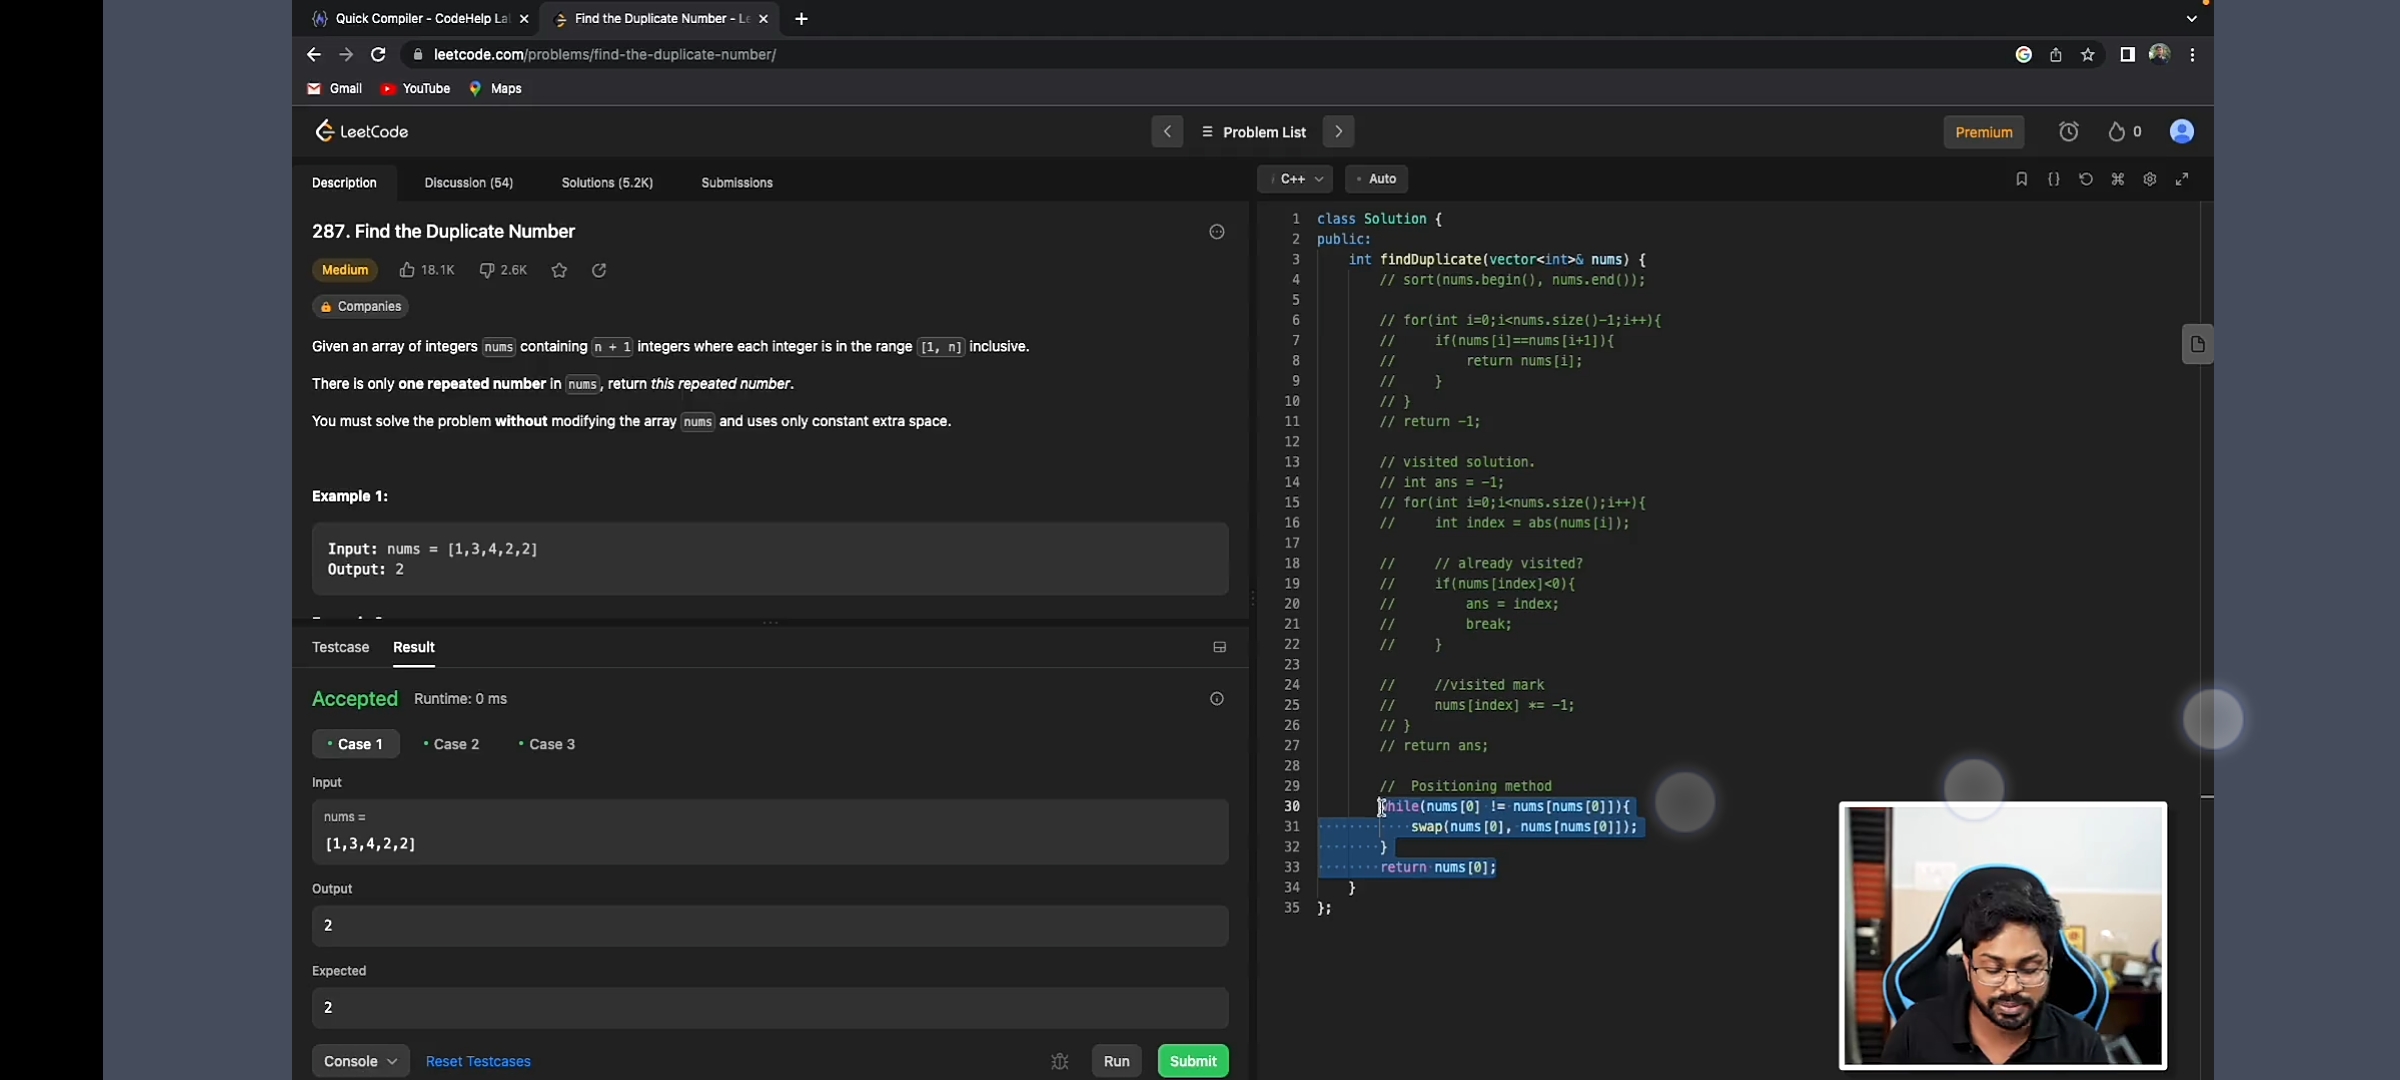 Quick Compiler - CodeHelp La
Find the Duplicate Number - Le
leetcode.com/problems/find-the-duplicate-number/
Gmail YouTube Maps
LeetCode
Problem List
Premium
0
Description Discussion (54) Solutions (5.2K) Submissions
287. Find the Duplicate Number
Medium 18.1K 2.6K
Companies
Given an array of integers nums containing n + 1 integers where each integer is in the range [1, n] inclusive.
There is only one repeated number in nums, return this repeated number.
You must solve the problem without modifying the array nums and uses only constant extra space.
Example 1:
Input: nums = [1,3,4,2,2]
Output: 2
Testcase Result
Accepted Runtime: 0 ms
Case 1 Case 2 Case 3
Input
nums =
[1,3,4,2,2]
Output
2
Expected
2
Console Reset Testcases Run Submit
C++ Auto
1 class Solution {
2 public:
3 int findDuplicate(vector<int>& nums) {
4 // sort(nums.begin(), nums.end());
5
6 // for(int i=0;i<nums.size()-1;i++){
7 // if(nums[i]==nums[i+1]){
8 // return nums[i];
9 // }
10 // }
11 // return -1;
12
13 // visited solution.
14 // int ans = -1;
15 // for(int i=0;i<nums.size();i++){
16 // int index = abs(nums[i]);
17
18 // // already visited?
19 // if(nums[index]<0){
20 // ans = index;
21 // break;
22 // }
23
24 // //visited mark
25 // nums[index] *= -1;
26 // }
27 // return ans;
28
29 // Positioning method
30 while(nums[0] != nums[nums[0]]){
31 swap(nums[0], nums[nums[0]]);
32 }
33 return nums[0];
34 }
35 };